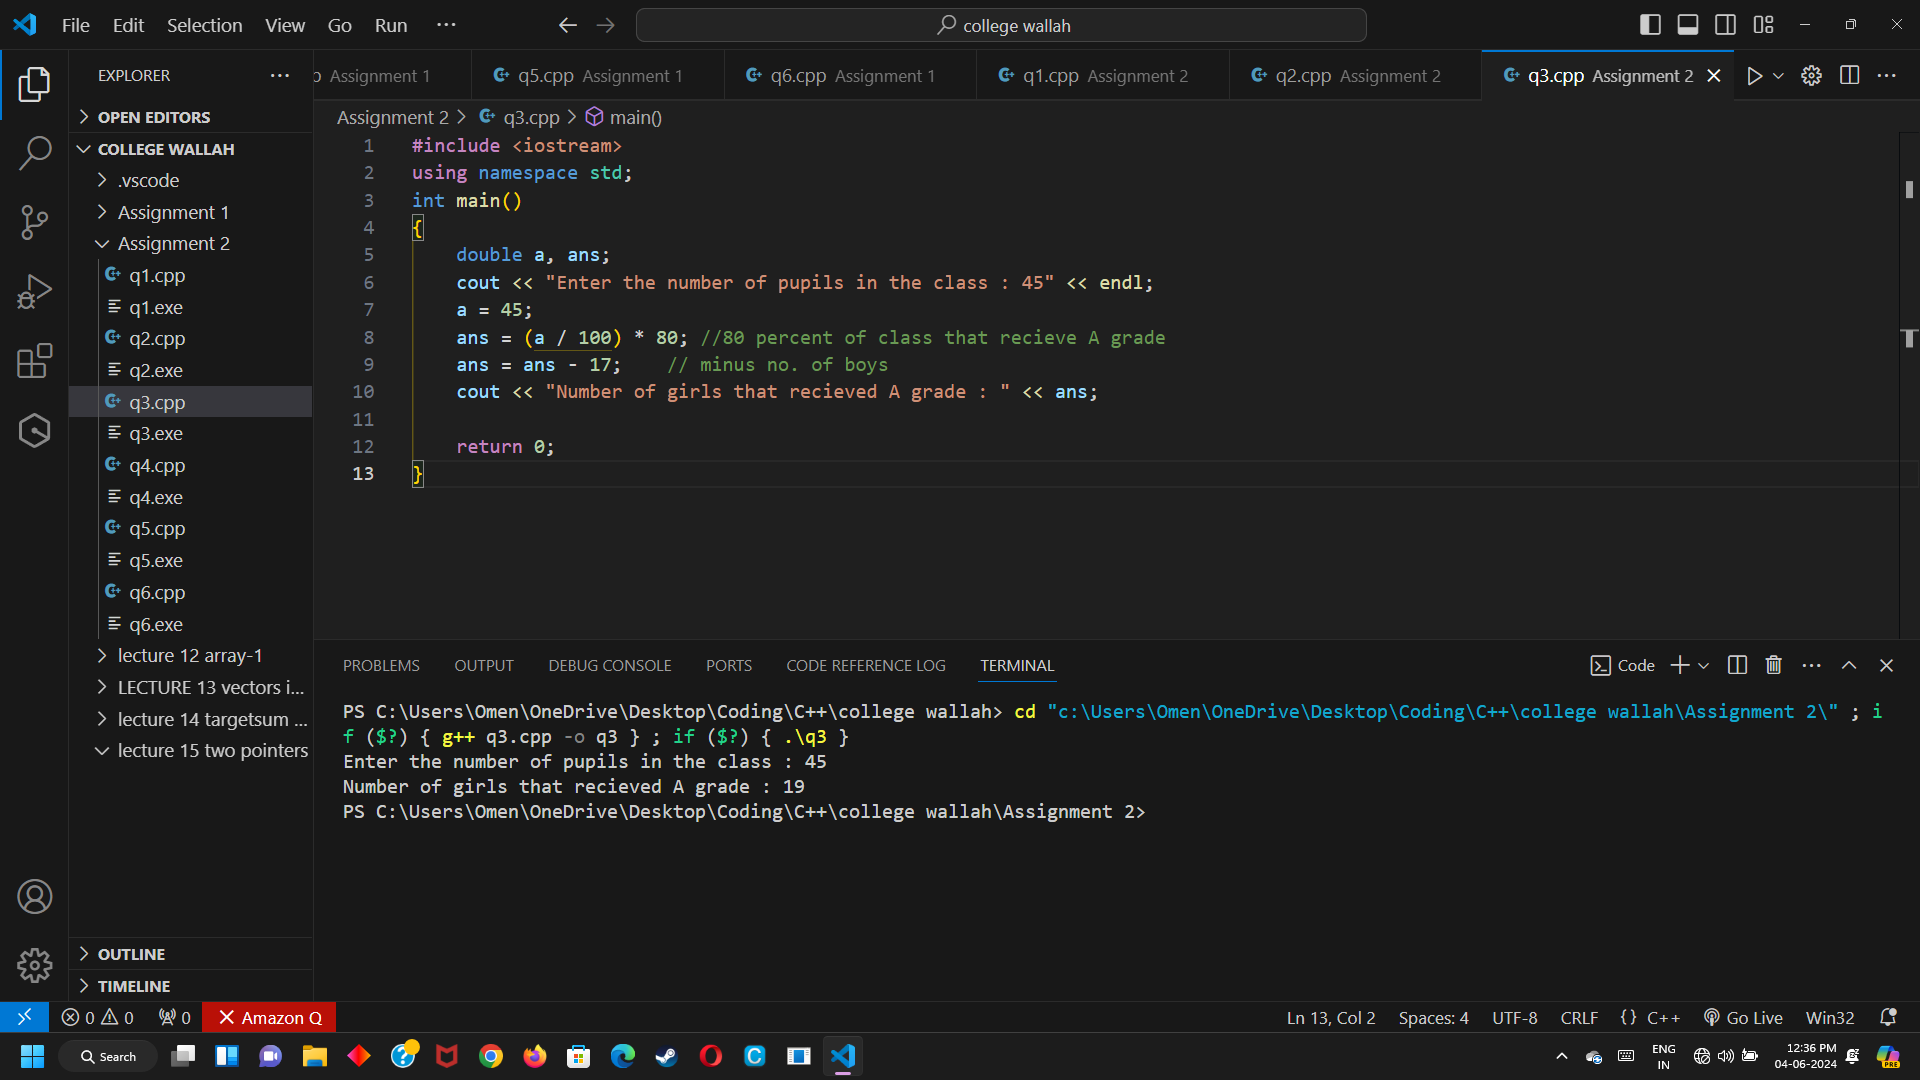 File Edit Selection View Go Run ···
college wallah
EXPLORER ···
OPEN EDITORS
COLLEGE WALLAH
.vscode
Assignment 1
Assignment 2
q1.cpp
q1.exe
q2.cpp
q2.exe
q3.cpp
q3.exe
q4.cpp
q4.exe
q5.cpp
q5.exe
q6.cpp
q6.exe
lecture 12 array-1
LECTURE 13 vectors i...
lecture 14 targetsum ...
lecture 15 two pointers
OUTLINE
TIMELINE
Assignment 1 q5.cpp Assignment 1 q6.cpp Assignment 1 q1.cpp Assignment 2 q2.cpp Assignment 2 q3.cpp Assignment 2
Assignment 2 > q3.cpp > main()
1 #include <iostream>
2 using namespace std;
3 int main()
4 {
5 double a, ans;
6 cout << "Enter the number of pupils in the class : 45" << endl;
7 a = 45;
8 ans = (a / 100) * 80; //80 percent of class that recieve A grade
9 ans = ans - 17; // minus no. of boys
10 cout << "Number of girls that recieved A grade : " << ans;
11
12 return 0;
13 }
PROBLEMS OUTPUT DEBUG CONSOLE PORTS CODE REFERENCE LOG TERMINAL Code
PS C:\Users\Omen\OneDrive\Desktop\Coding\C++\college wallah> cd "c:\Users\Omen\OneDrive\Desktop\Coding\C++\college wallah\Assignment 2\" ; i
f ($?) { g++ q3.cpp -o q3 } ; if ($?) { .\q3 }
Enter the number of pupils in the class : 45
Number of girls that recieved A grade : 19
PS C:\Users\Omen\OneDrive\Desktop\Coding\C++\college wallah\Assignment 2>
0 0 0 Amazon Q Ln 13, Col 2 Spaces: 4 UTF-8 CRLF {} C++ Go Live Win32
Search ENG 12:36 PM
IN 04-06-2024 PRE